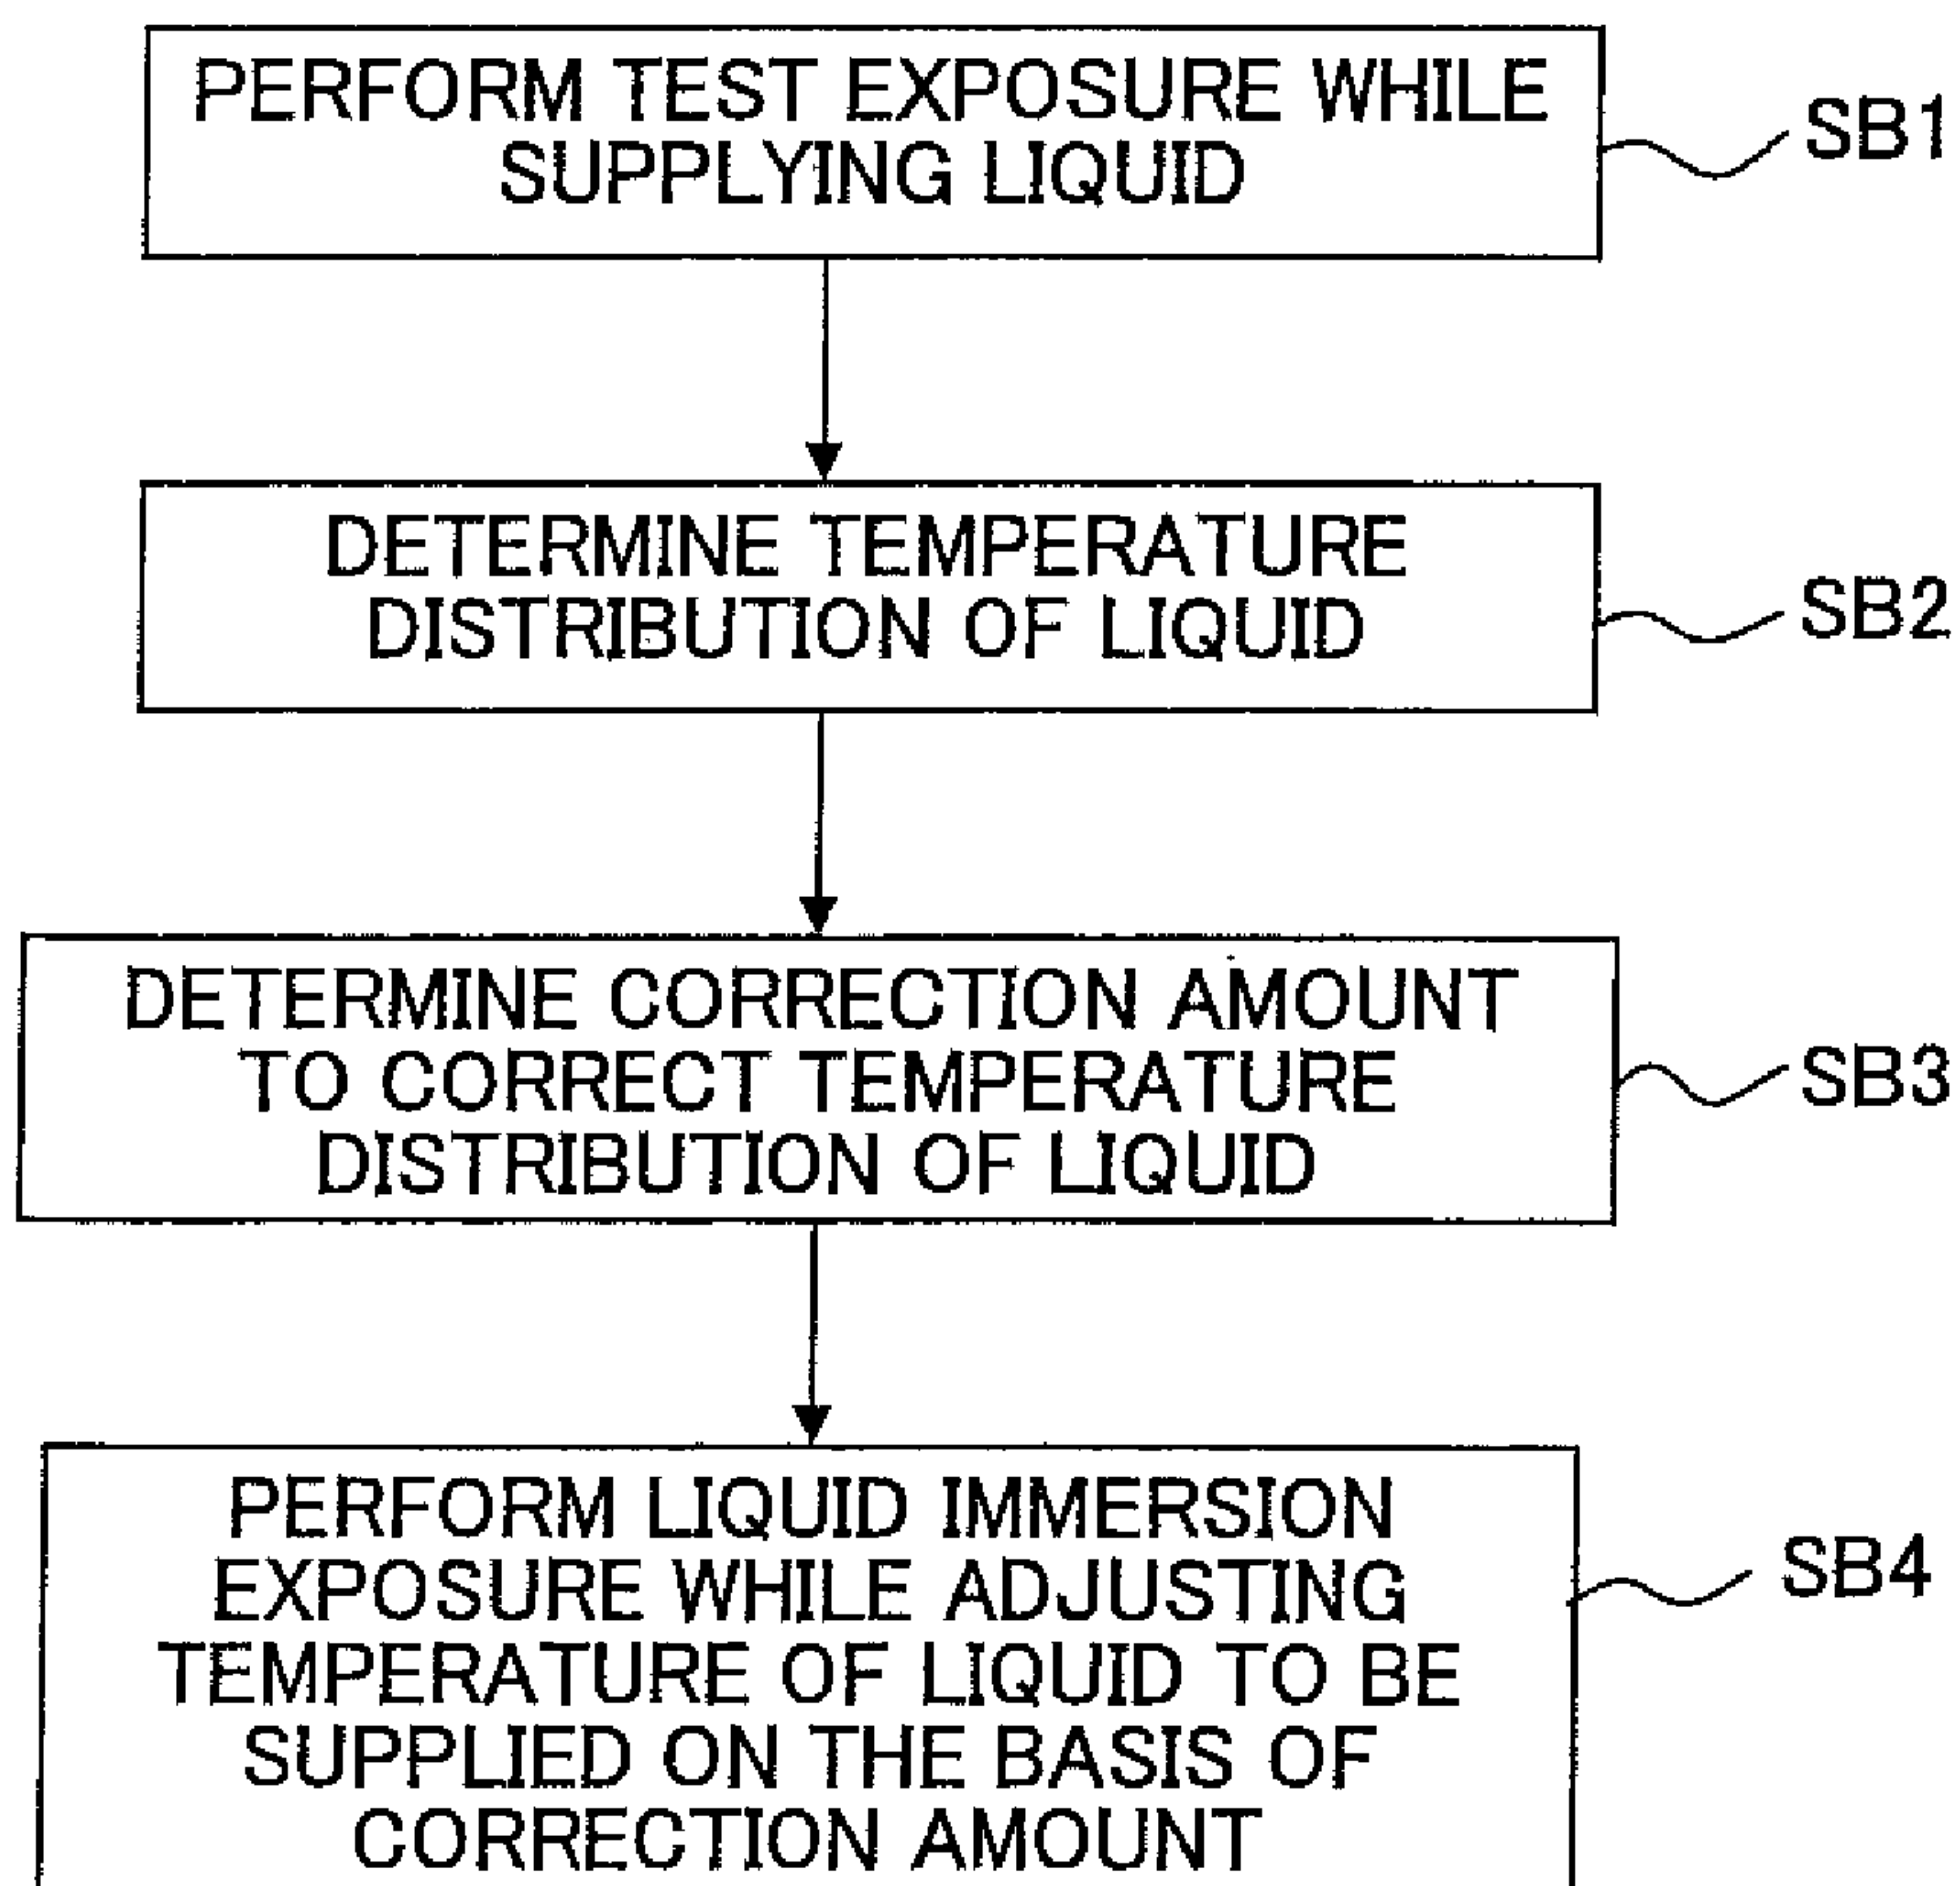 PERFORM TEST EXPOSURE WHILE
SUPPLYING LIQUID
SB1
DETERMINE TEMPERATURE
DISTRIBUTION OF LIQUID
SB2
DETERMINE CORRECTION AMOUNT
TO CORRECT TEMPERATURE
DISTRIBUTION OF LIQUID
SB3
PERFORM LIQUID IMMERSION
EXPOSURE WHILE ADJUSTING
TEMPERATURE OF LIQUID TO BE
SUPPLIED ON THE BASIS OF
CORRECTION AMOUNT
SB4